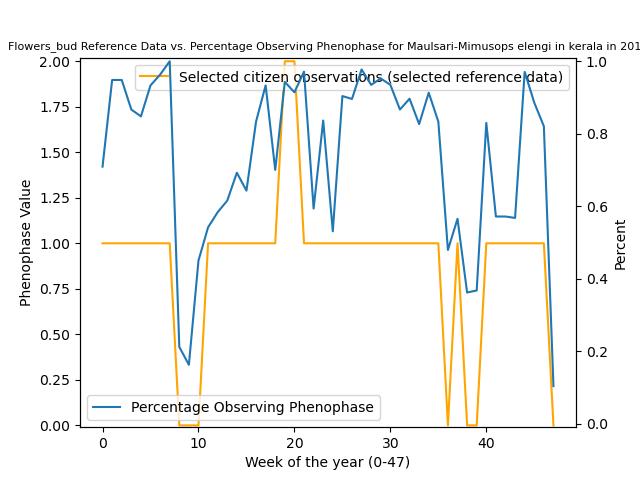 Flowers_bud Reference Data vs. Percentage Observing Phenophase for Maulsari-Mimusops elengi in kerala in 201
Selected citizen observations (selected reference data)
2.00
1.75
1.50
1.25
1.00
0.75
0.50
0.25
0.00
Phenophase Value
1.0
0.8
0.6
0.4
0.2
0.0
Percent
Percentage Observing Phenophase
0 10 20 30 40
Week of the year (0-47)